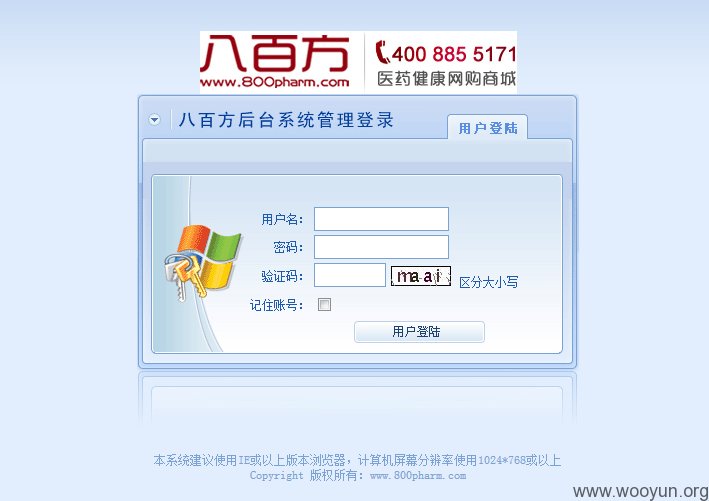 八百方
www.800pharm.com
400 885 5171
医药健康网购商城
八百方后台系统管理登录
用户登陆
用户名：
密码：
验证码：
maai
区分大小写
记住账号：
用户登陆
本系统建议使用IE或以上版本浏览器，计算机屏幕分辨率使用1024*768或以上
Copyright 版权所有：www.800pharm.com
www.wooyun.org